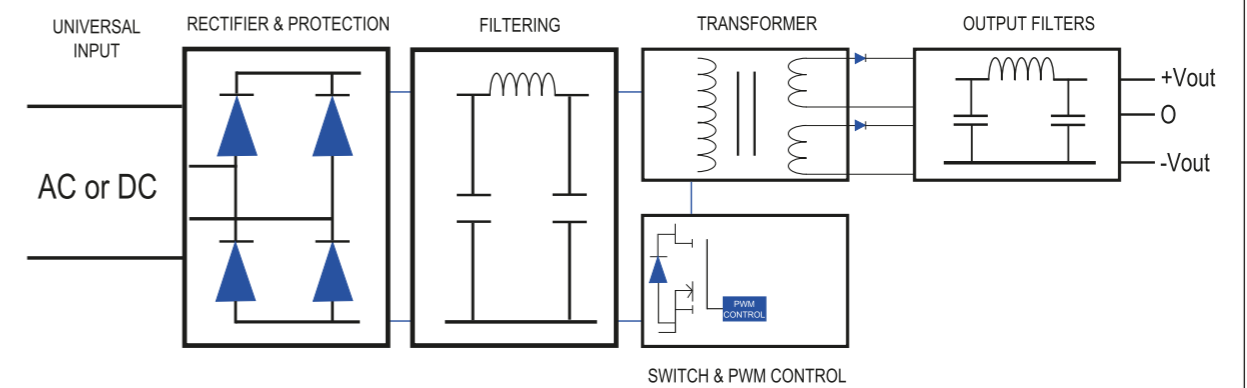 UNIVERSAL
INPUT
RECTIFIER & PROTECTION
FILTERING
TRANSFORMER
OUTPUT FILTERS
AC or DC
+Vout
O
-Vout
PWM
CONTROL
SWITCH & PWM CONTROL